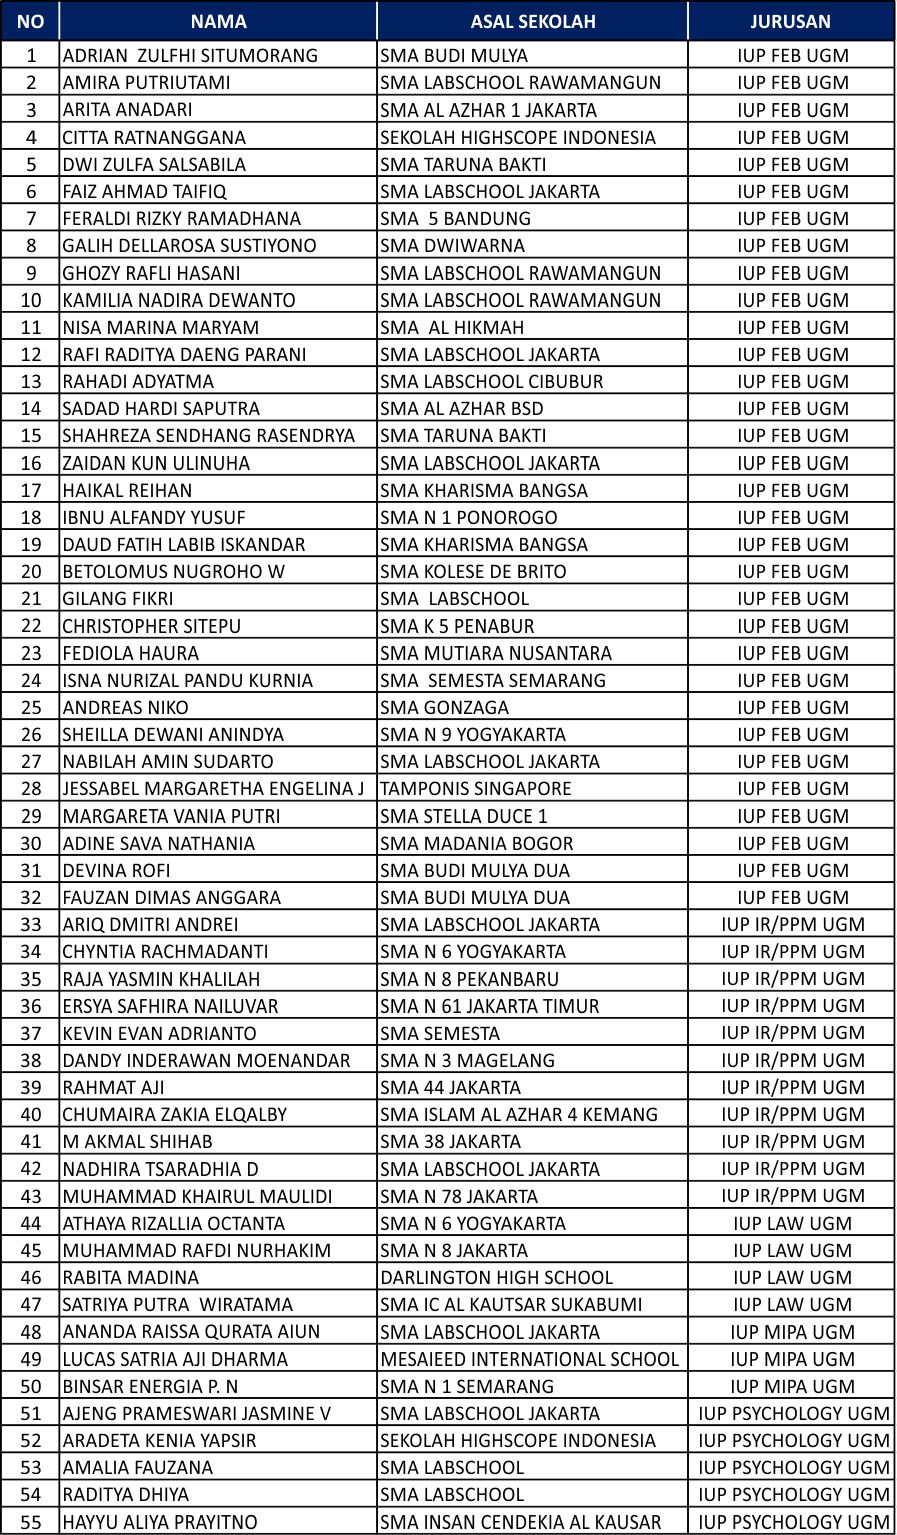 NO NAMA ASAL SEKOLAH JURUSAN
1 ADRIAN  ZULFHI SITUMORANG SMA BUDI MULYA IUP FEB UGM
2 AMIRA PUTRIUTAMI SMA LABSCHOOL RAWAMANGUN IUP FEB UGM
3 ARITA ANADARI SMA AL AZHAR 1 JAKARTA IUP FEB UGM
4 CITTA RATNANGGANA SEKOLAH HIGHSCOPE INDONESIA IUP FEB UGM
5 DWI ZULFA SALSABILA SMA TARUNA BAKTI IUP FEB UGM
6 FAIZ AHMAD TAIFIQ SMA LABSCHOOL JAKARTA IUP FEB UGM
7 FERALDI RIZKY RAMADHANA SMA  5 BANDUNG IUP FEB UGM
8 GALIH DELLAROSA SUSTIYONO SMA DWIWARNA IUP FEB UGM
9 GHOZY RAFLI HASANI SMA LABSCHOOL RAWAMANGUN IUP FEB UGM
10 KAMILIA NADIRA DEWANTO SMA LABSCHOOL RAWAMANGUN IUP FEB UGM
11 NISA MARINA MARYAM SMA  AL HIKMAH IUP FEB UGM
12 RAFI RADITYA DAENG PARANI SMA LABSCHOOL JAKARTA IUP FEB UGM
13 RAHADI ADYATMA SMA LABSCHOOL CIBUBUR IUP FEB UGM
14 SADAD HARDI SAPUTRA SMA AL AZHAR BSD IUP FEB UGM
15 SHAHREZA SENDHANG RASENDRYA SMA TARUNA BAKTI IUP FEB UGM
16 ZAIDAN KUN ULINUHA SMA LABSCHOOL JAKARTA IUP FEB UGM
17 HAIKAL REIHAN SMA KHARISMA BANGSA IUP FEB UGM
18 IBNU ALFANDY YUSUF SMA N 1 PONOROGO IUP FEB UGM
19 DAUD FATIH LABIB ISKANDAR SMA KHARISMA BANGSA IUP FEB UGM
20 BETOLOMUS NUGROHO W SMA KOLESE DE BRITO IUP FEB UGM
21 GILANG FIKRI SMA  LABSCHOOL IUP FEB UGM
22 CHRISTOPHER SITEPU SMA K 5 PENABUR IUP FEB UGM
23 FEDIOLA HAURA SMA MUTIARA NUSANTARA IUP FEB UGM
24 ISNA NURIZAL PANDU KURNIA SMA  SEMESTA SEMARANG IUP FEB UGM
25 ANDREAS NIKO SMA GONZAGA IUP FEB UGM
26 SHEILLA DEWANI ANINDYA SMA N 9 YOGYAKARTA IUP FEB UGM
27 NABILAH AMIN SUDARTO SMA LABSCHOOL JAKARTA IUP FEB UGM
28 JESSABEL MARGARETHA ENGELINA J TAMPONIS SINGAPORE IUP FEB UGM
29 MARGARETA VANIA PUTRI SMA STELLA DUCE 1 IUP FEB UGM
30 ADINE SAVA NATHANIA SMA MADANIA BOGOR IUP FEB UGM
31 DEVINA ROFI SMA BUDI MULYA DUA IUP FEB UGM
32 FAUZAN DIMAS ANGGARA SMA BUDI MULYA DUA IUP FEB UGM
33 ARIQ DMITRI ANDREI SMA LABSCHOOL JAKARTA IUP IR/PPM UGM
34 CHYNTIA RACHMADANTI SMA N 6 YOGYAKARTA IUP IR/PPM UGM
35 RAJA YASMIN KHALILAH SMA N 8 PEKANBARU IUP IR/PPM UGM
36 ERSYA SAFHIRA NAILUVAR SMA N 61 JAKARTA TIMUR IUP IR/PPM UGM
37 KEVIN EVAN ADRIANTO SMA SEMESTA IUP IR/PPM UGM
38 DANDY INDERAWAN MOENANDAR SMA N 3 MAGELANG IUP IR/PPM UGM
39 RAHMAT AJI SMA 44 JAKARTA IUP IR/PPM UGM
40 CHUMAIRA ZAKIA ELQALBY SMA ISLAM AL AZHAR 4 KEMANG IUP IR/PPM UGM
41 M AKMAL SHIHAB SMA 38 JAKARTA IUP IR/PPM UGM
42 NADHIRA TSARADHIA D SMA LABSCHOOL JAKARTA IUP IR/PPM UGM
43 MUHAMMAD KHAIRUL MAULIDI SMA N 78 JAKARTA IUP IR/PPM UGM
44 ATHAYA RIZALLIA OCTANTA SMA N 6 YOGYAKARTA IUP LAW UGM
45 MUHAMMAD RAFDI NURHAKIM SMA N 8 JAKARTA IUP LAW UGM
46 RABITA MADINA DARLINGTON HIGH SCHOOL IUP LAW UGM
47 SATRIYA PUTRA  WIRATAMA SMA IC AL KAUTSAR SUKABUMI IUP LAW UGM
48 ANANDA RAISSA QURATA AIUN SMA LABSCHOOL JAKARTA IUP MIPA UGM
49 LUCAS SATRIA AJI DHARMA MESAIEED INTERNATIONAL SCHOOL IUP MIPA UGM
50 BINSAR ENERGIA P. N SMA N 1 SEMARANG IUP MIPA UGM
51 AJENG PRAMESWARI JASMINE V SMA LABSCHOOL JAKARTA IUP PSYCHOLOGY UGM
52 ARADETA KENIA YAPSIR SEKOLAH HIGHSCOPE INDONESIA IUP PSYCHOLOGY UGM
53 AMALIA FAUZANA SMA LABSCHOOL IUP PSYCHOLOGY UGM
54 RADITYA DHIYA SMA LABSCHOOL IUP PSYCHOLOGY UGM
55 HAYYU ALIYA PRAYITNO SMA INSAN CENDEKIA AL KAUSAR IUP PSYCHOLOGY UGM